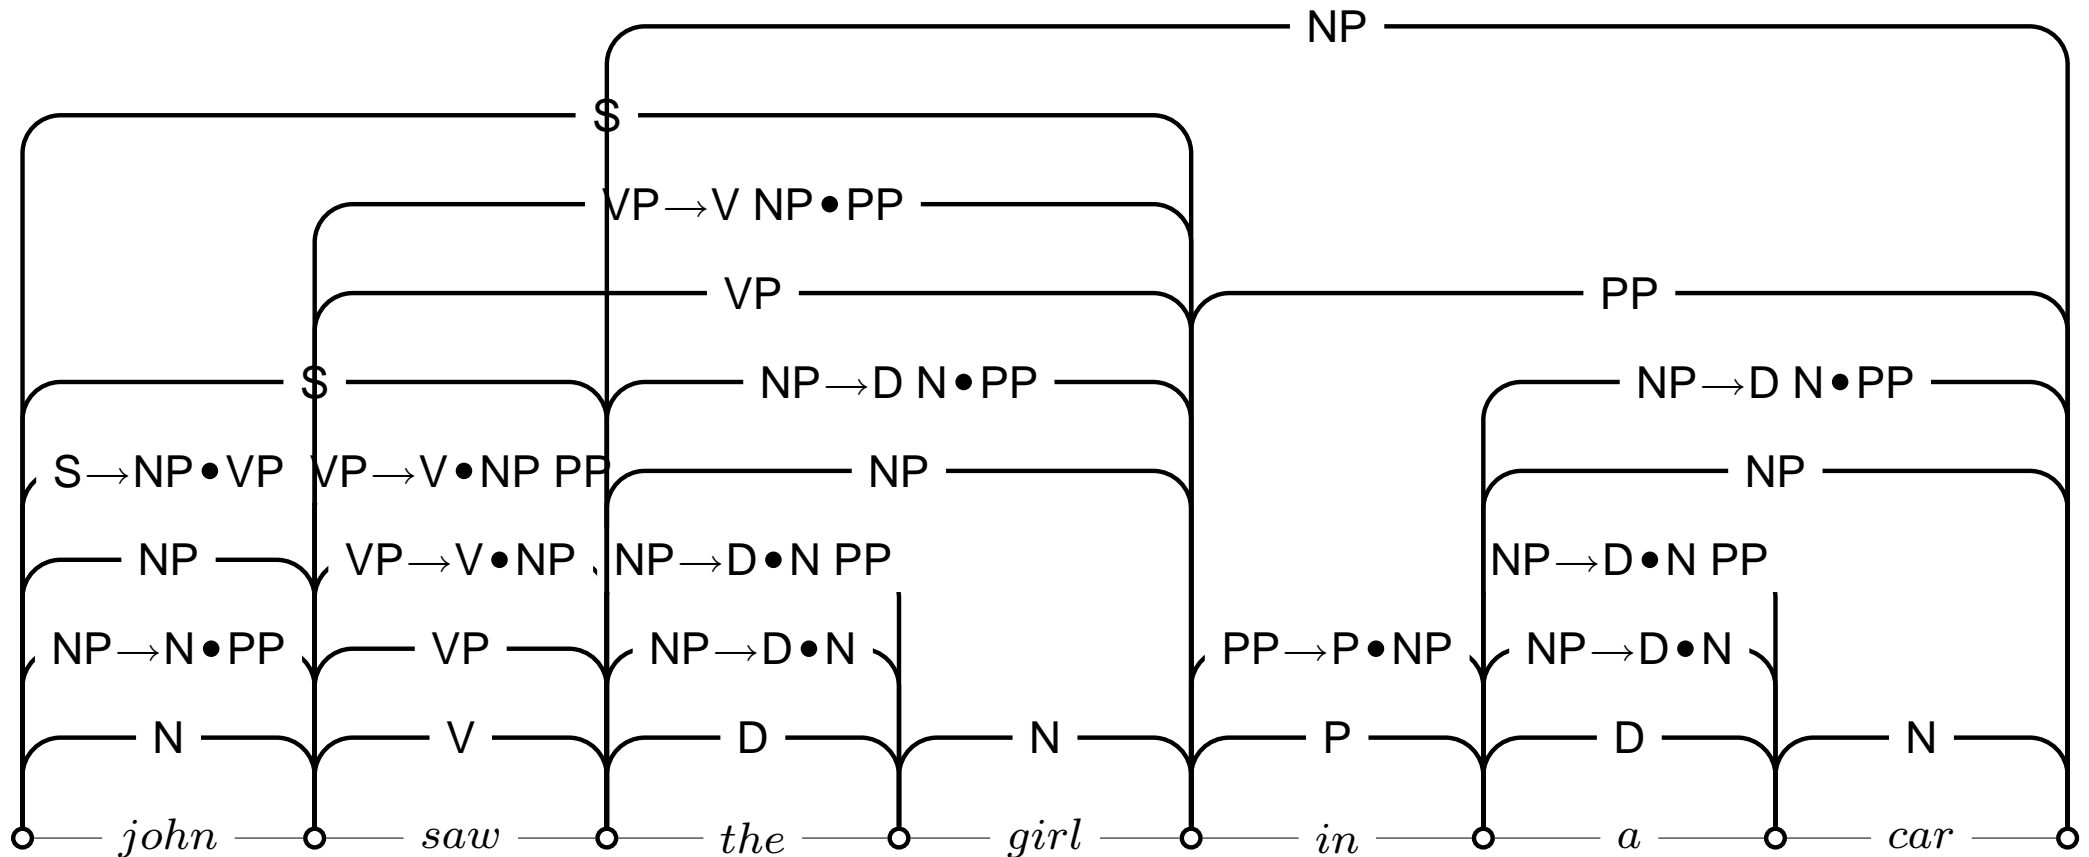 NP
S
VP→V NP•PP
VP PP
S NP→D N•PP NP→D N•PP
S→NP•VP VP→V•NP PP NP NP
NP VP→V•NP NP→D•N PP NP→D•N PP
NP→N•PP VP NP→D•N PP→P•NP NP→D•N
N V D N P D N
john saw the girl in a car